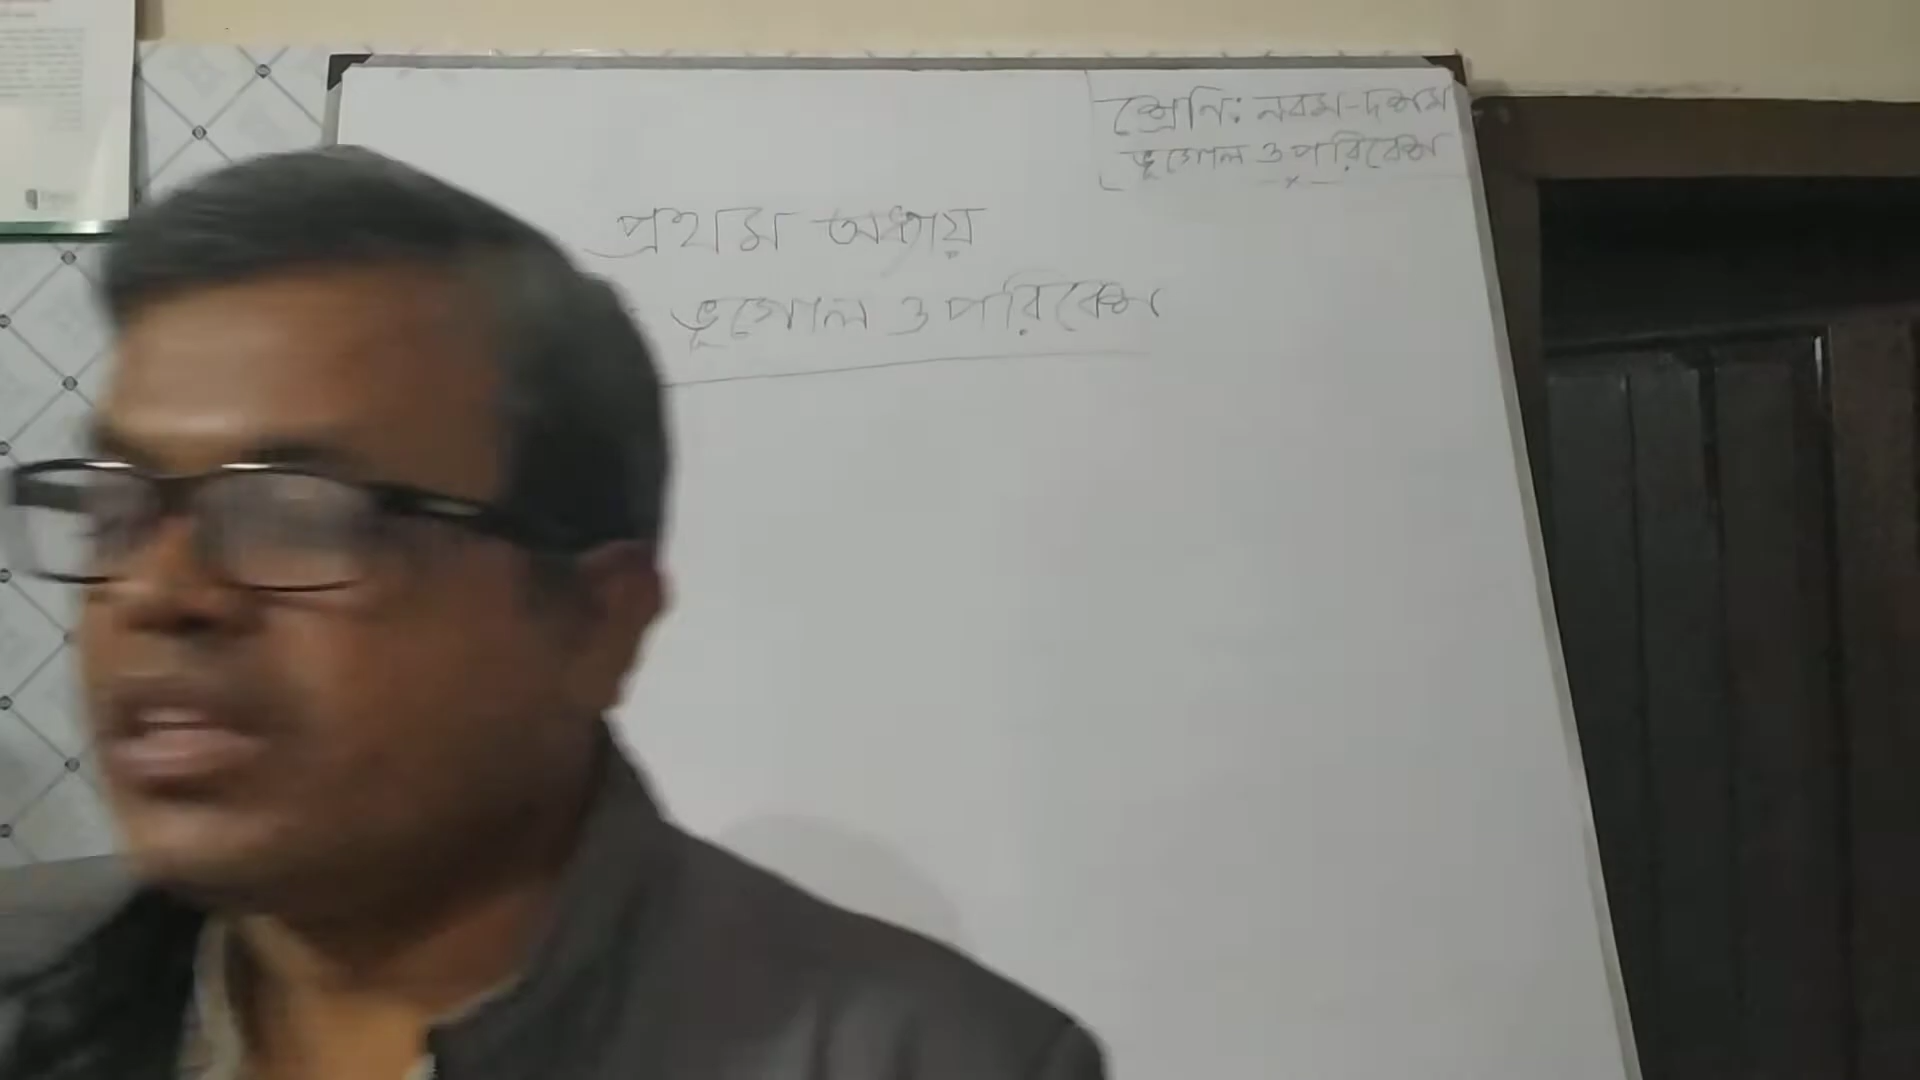 শ্রেনি: নবম-দশম
ভূগোল ও পরিবেশ
প্রথম অধ্যায়
ভূগোল ও পরিবেশ